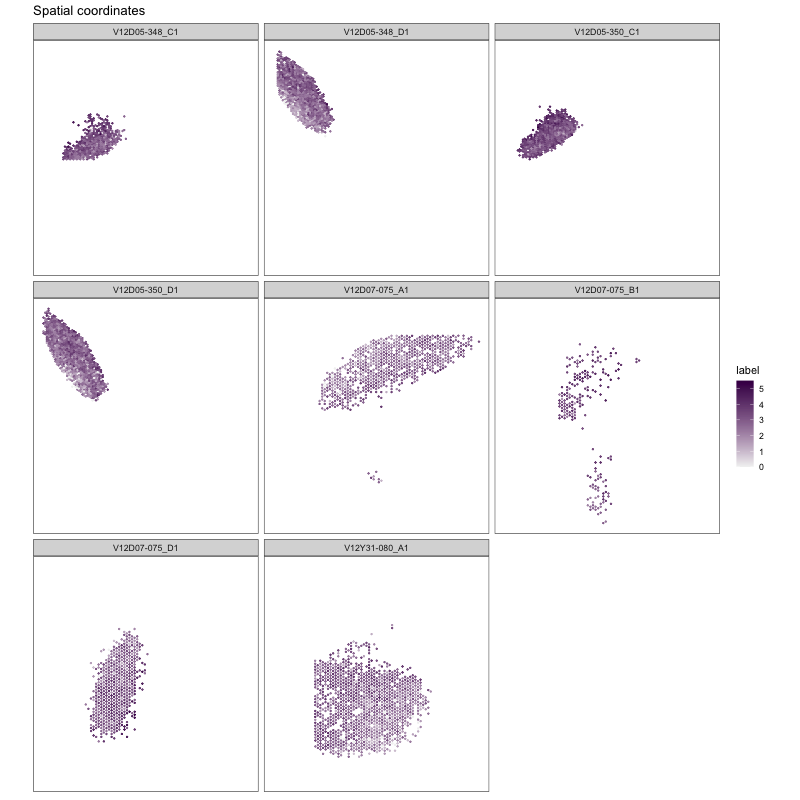 Spatial coordinates
V12D05-348_C1
V12D05-348_D1
V12D05-350_C1
V12D05-350_D1
V12D07-075_A1
V12D07-075_B1
label
5
4
3
2
1
0
V12D07-075_D1
V12Y31-080_A1